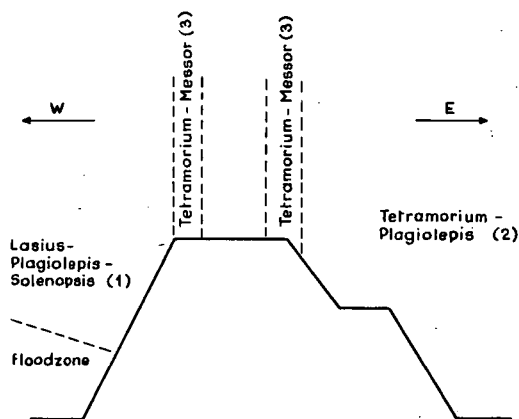 Tetramorium - Messor (3)
Tetramorium - Messor (3)
W
E
Tetramorium -
Plagiolepis (2)
Lasius-
Plagiolepis -
Solenopsis (1)
floodzone